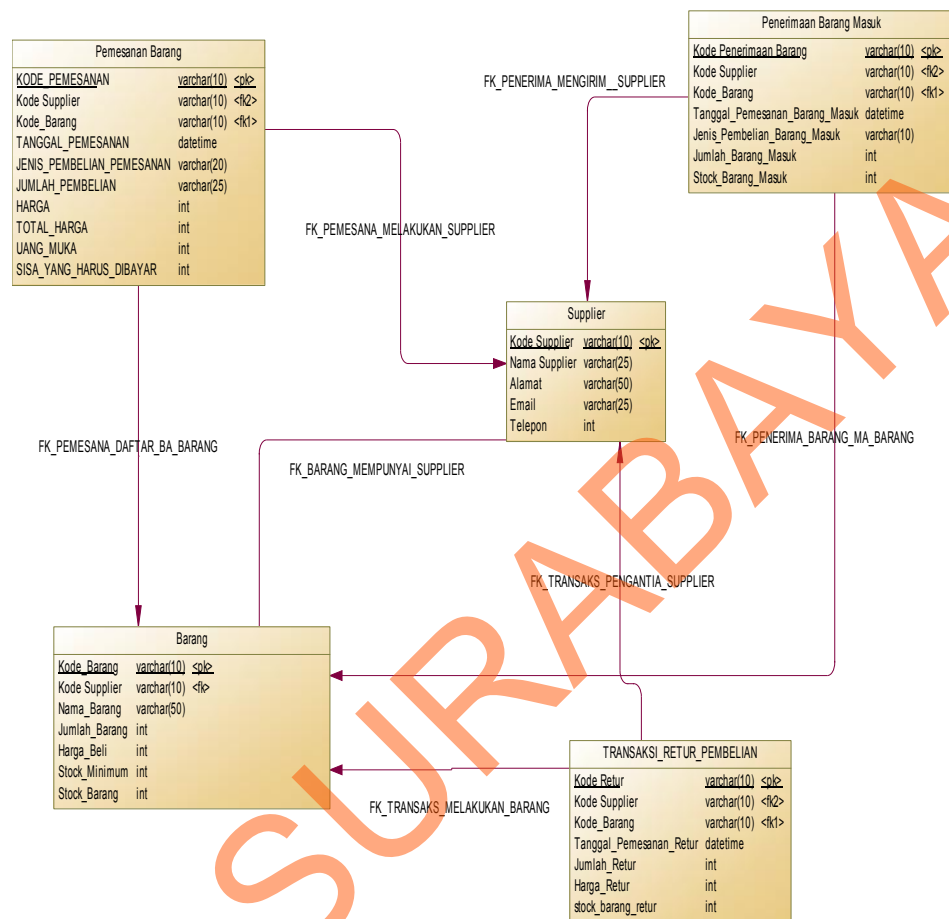 Pemesanan Barang
KODE_PEMESANAN varchar(10) <pk>
Kode Supplier varchar(10) <fk2>
Kode_Barang varchar(10) <fk1>
TANGGAL_PEMESANAN datetime
JENIS_PEMBELIAN_PEMESANAN varchar(20)
JUMLAH_PEMBELIAN varchar(25)
HARGA int
TOTAL_HARGA int
UANG_MUKA int
SISA_YANG_HARUS_DIBAYAR int
Penerimaan Barang Masuk
Kode Penerimaan Barang varchar(10) <pk>
Kode Supplier varchar(10) <fk2>
Kode_Barang varchar(10) <fk1>
Tanggal_Pemesanan_Barang_Masuk datetime
Jenis_Pembelian_Barang_Masuk varchar(10)
Jumlah_Barang_Masuk int
Stock_Barang_Masuk int
FK_PENERIMA_MENGIRIM__SUPPLIER
FK_PEMESANA_MELAKUKAN_SUPPLIER
Supplier
Kode Supplier varchar(10) <pk>
Nama Supplier varchar(25)
Alamat varchar(50)
Email varchar(25)
Telepon int
FK_PEMESANA_DAFTAR_BA_BARANG
FK_BARANG_MEMPUNYAI_SUPPLIER
FK_PENERIMA_BARANG_MA_BARANG
FK_TRANSAKS_PENGANTIA_SUPPLIER
Barang
Kode_Barang varchar(10) <pk>
Kode Supplier varchar(10) <fk>
Nama_Barang varchar(50)
Jumlah_Barang int
Harga_Beli int
Stock_Minimum int
Stock_Barang int
FK_TRANSAKS_MELAKUKAN_BARANG
TRANSAKSI_RETUR_PEMBELIAN
Kode Retur varchar(10) <pk>
Kode Supplier varchar(10) <fk2>
Kode_Barang varchar(10) <fk1>
Tanggal_Pemesanan_Retur datetime
Jumlah_Retur int
Harga_Retur int
stock_barang_retur int
SURABAYA